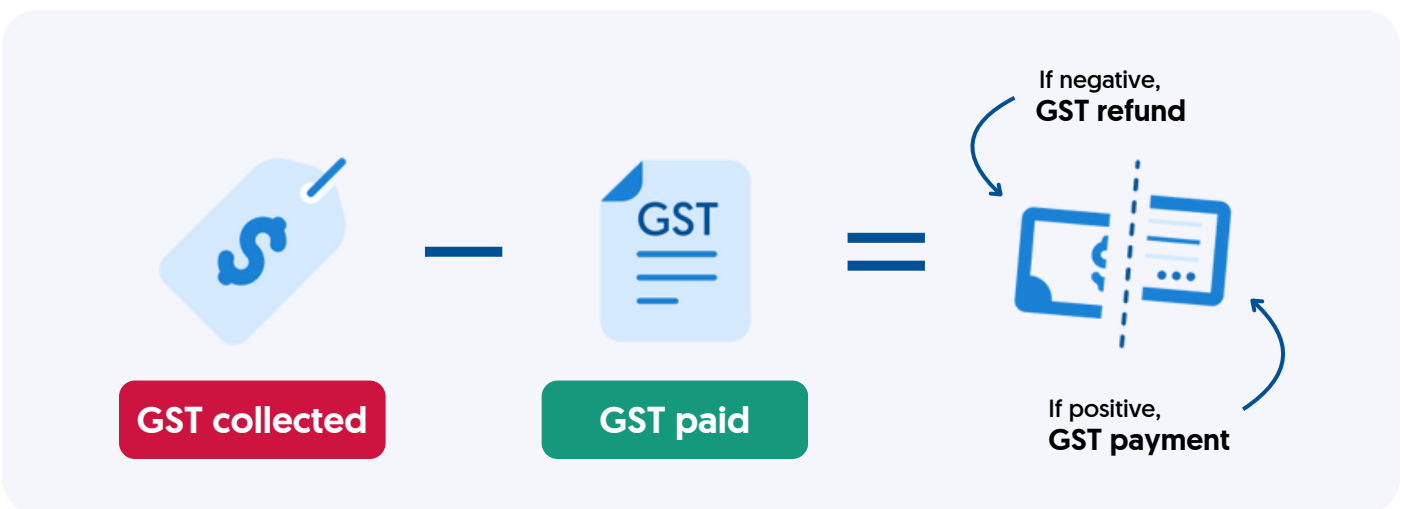 If negative,
GST refund
GST
GST collected
GST paid
If positive,
GST payment